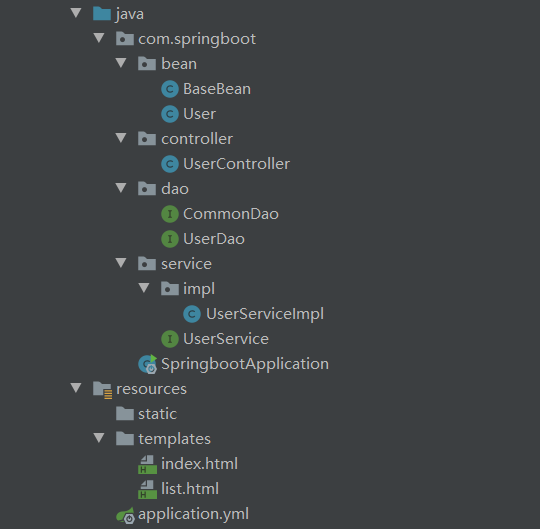 java
com.springboot
bean
BaseBean
User
controller
UserController
dao
CommonDao
UserDao
service
impl
UserServiceImpl
UserService
SpringbootApplication
resources
static
templates
index.html
list.html
application.yml